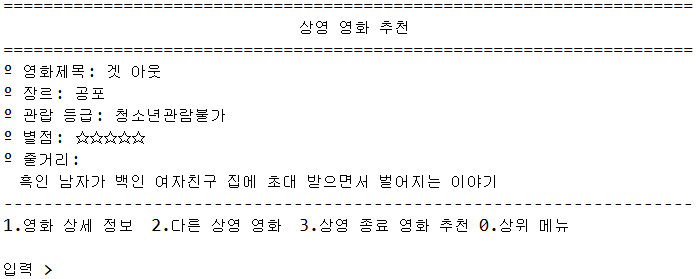 ==============================================================================
상영 영화 추천
==============================================================================
º 영화제목: 겟 아웃
º 장르: 공포
º 관람 등급: 청소년관람불가
º 별점: ☆☆☆☆☆
º 줄거리:
흑인 남자가 백인 여자친구 집에 초대 받으면서 벌어지는 이야기
------------------------------------------------------------------------------
1.영화 상세 정보  2.다른 상영 영화  3.상영 종료 영화 추천 0.상위 메뉴
입력 >